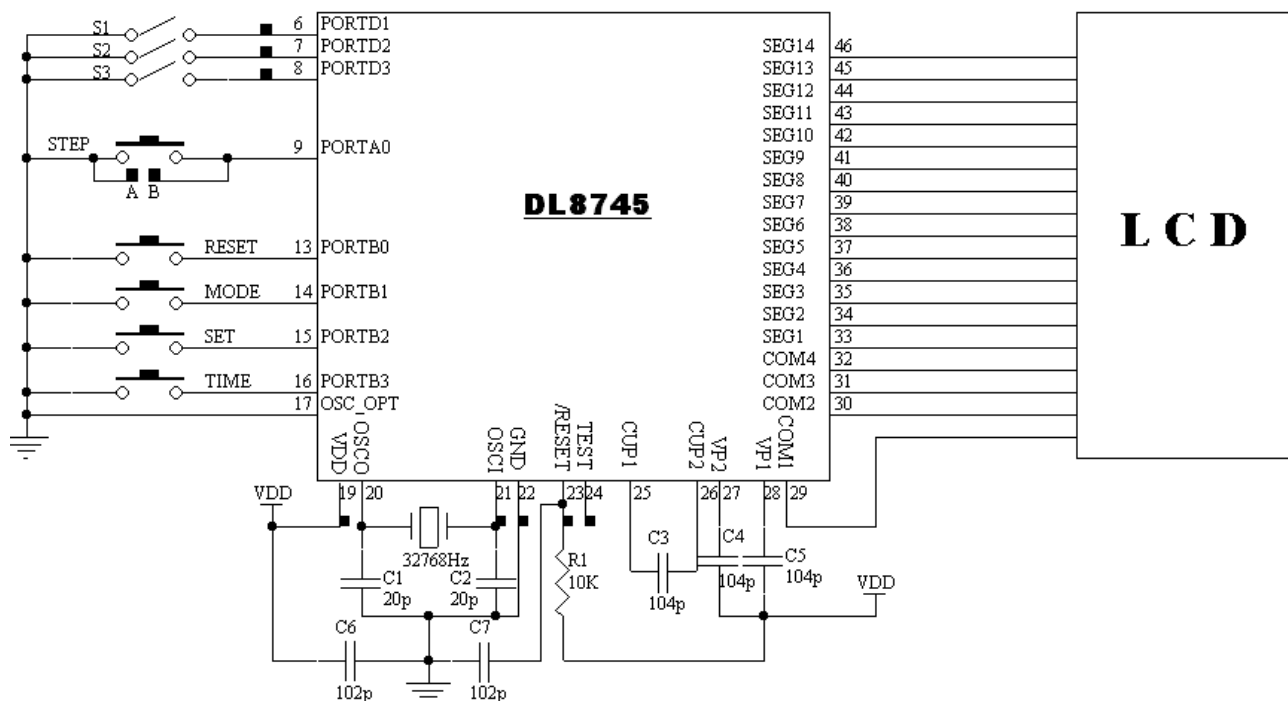 S1
6
PORTD1
S2
7
PORTD2
S3
8
PORTD3
STEP
9
PORTA0
A
B
RESET
13
PORTB0
MODE
14
PORTB1
SET
15
PORTB2
TIME
16
PORTB3
17
OSC_OPT
DL8745
SEG14
46
SEG13
45
SEG12
44
SEG11
43
SEG10
42
SEG9
41
SEG8
40
SEG7
39
SEG6
38
SEG5
37
SEG4
36
SEG3
35
SEG2
34
SEG1
33
COM4
32
COM3
31
COM2
30
LCD
VDD
OSCO
OSCI
GND
/RESET
TEST
CUP1
CUP2
VP2
VP1
COM1
19
20
21
22
23
24
25
26
27
28
29
VDD
32768Hz
C1
20p
C2
20p
R1
10K
C3
104p
C4
104p
C5
104p
VDD
C6
102p
C7
102p